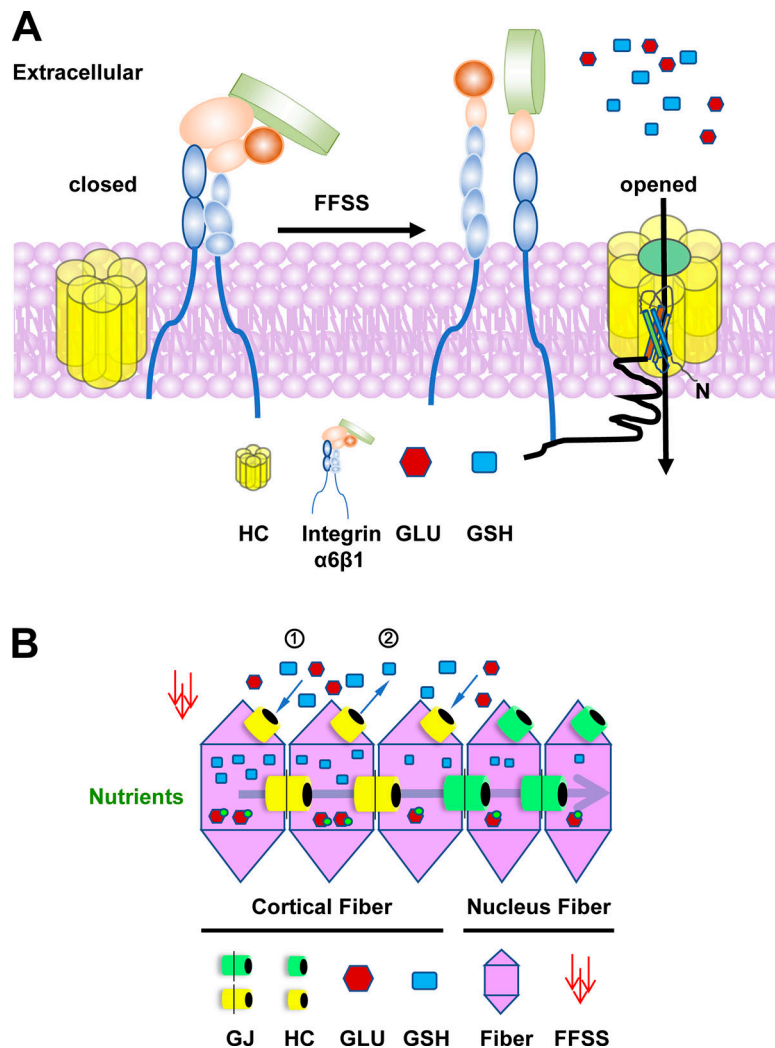 A
Extracellular
closed
FFSS
opened
N
HC
Integrin
α6β1
GLU
GSH
B
① ②
Nutrients
Cortical Fiber
Nucleus Fiber
GJ HC GLU GSH Fiber FFSS